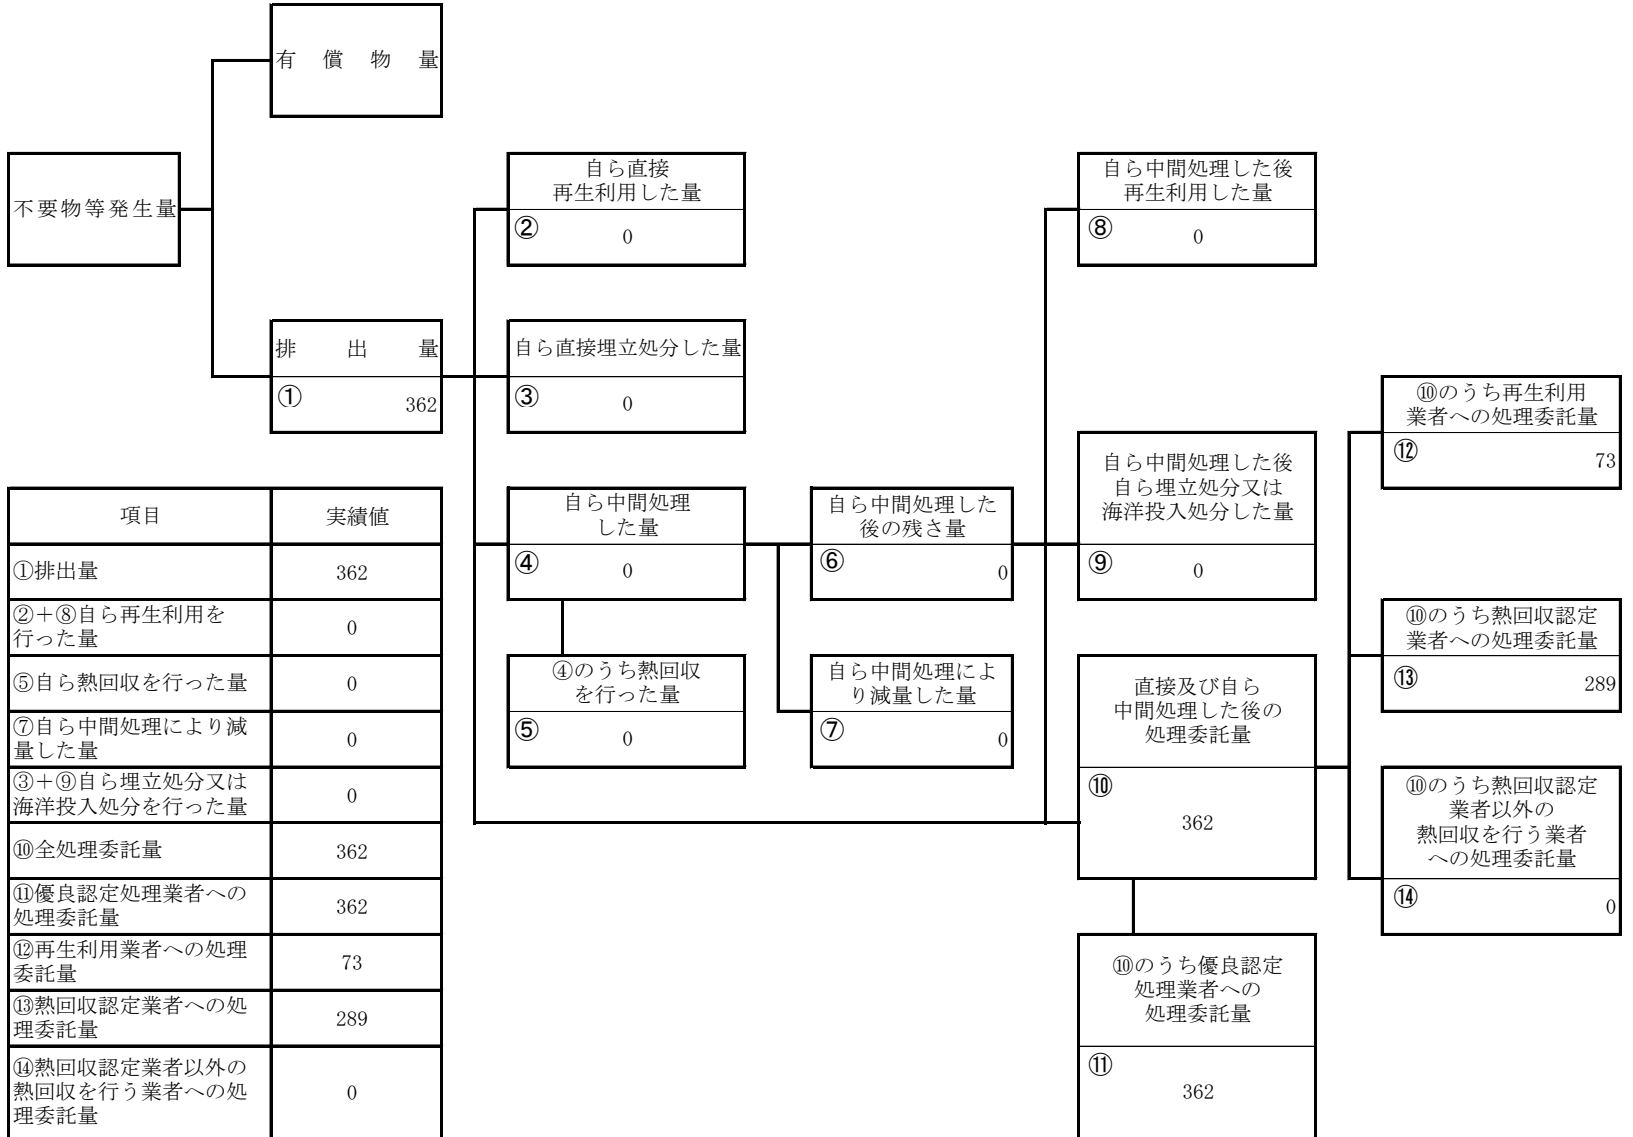 有償物量
不要物等発生量
排出量
①
362
自ら直接
再生利用した量
②
0
自ら直接埋立処分した量
③
0
自ら中間処理
した量
④
0
④のうち熱回収
を行った量
⑤
0
自ら中間処理した
後の残さ量
⑥
0
自ら中間処理によ
り減量した量
⑦
0
自ら中間処理した後
再生利用した量
⑧
0
自ら中間処理した後
自ら埋立処分又は
海洋投入処分した量
⑨
0
直接及び自ら
中間処理した後の
処理委託量
⑩
362
⑩のうち優良認定
処理業者への
処理委託量
⑪
362
⑩のうち再生利用
業者への処理委託量
⑫
73
⑩のうち熱回収認定
業者への処理委託量
⑬
289
⑩のうち熱回収認定
業者以外の
熱回収を行う業者
への処理委託量
⑭
0
項目 実績値
①排出量 362
②+⑧自ら再生利用を
行った量
0
⑤自ら熱回収を行った量 0
⑦自ら中間処理により減
量した量
0
③+⑨自ら埋立処分又は
海洋投入処分を行った量
0
⑩全処理委託量 362
⑪優良認定処理業者への
処理委託量
362
⑫再生利用業者への処理
委託量
73
⑬熱回収認定業者への処
理委託量
289
⑭熱回収認定業者以外の
熱回収を行う業者への処
理委託量
0